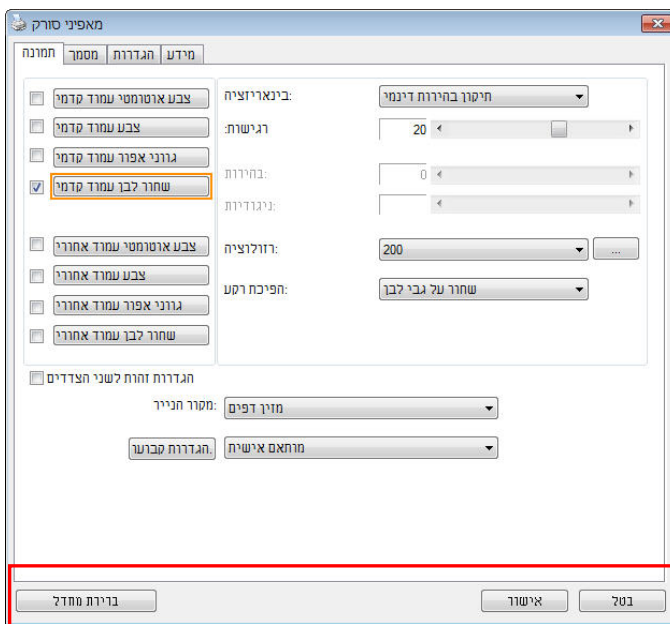 מאפיני סורק
תמונה
מסמך
הגדרות
מידע
צבע אוטומטי עמוד קדמי
צבע עמוד קדמי
גווני אפור עמוד קדמי
שחור לבן עמוד קדמי
צבע אוטומטי עמוד אחורי
צבע עמוד אחורי
גווני אפור עמוד אחורי
שחור לבן עמוד אחורי
בינאריזציה:
תיקון בהירות דינמי
רגישות:
20
בהירות:
0
ניגודיות:
רזולוציה:
200
...
הפיכת רקע:
שחור על גבי לבן
הגדרות זהות לשני הצדדים
מקור הנייר:
מזין דפים
הגדרות קבוער.
מותאם אישית
ברירת מחדל
אישור
בטל